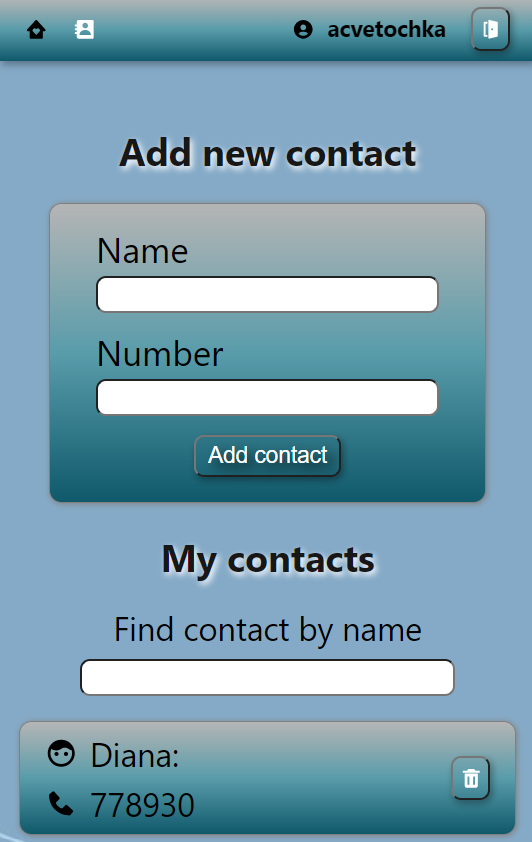 acvetochka
Add new contact
Name
Number
Add contact
My contacts
Find contact by name
Diana:
778930